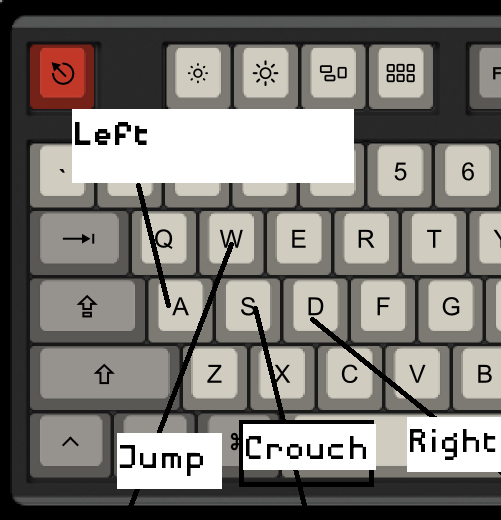 F
Left
` 5 6
Q W E R T Y
A S D F G
Z X C V B
⌘
Jump
Crouch
Right